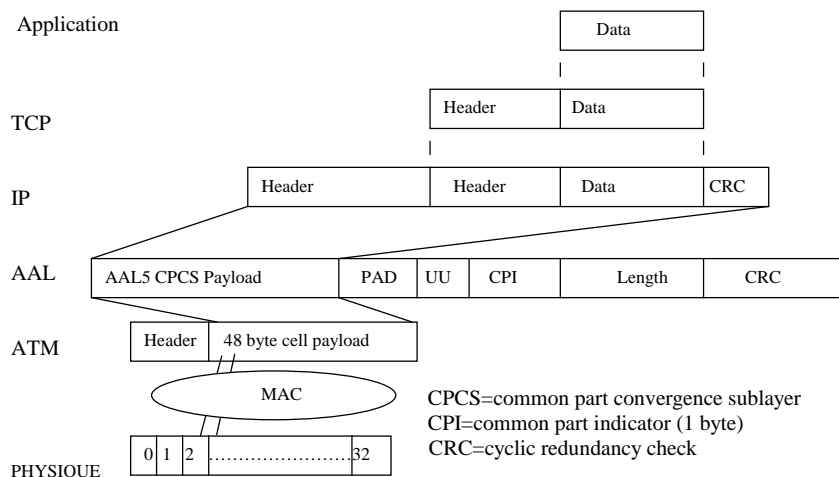 Application
Data
TCP
Header Data
IP
Header Header Data CRC
AAL
AAL5 CPCS Payload PAD UU CPI Length CRC
ATM
Header 48 byte cell payload
MAC
CPCS=common part convergence sublayer
CPI=common part indicator (1 byte)
CRC=cyclic redundancy check
PHYSIQUE
0 1 2 ........................ 32